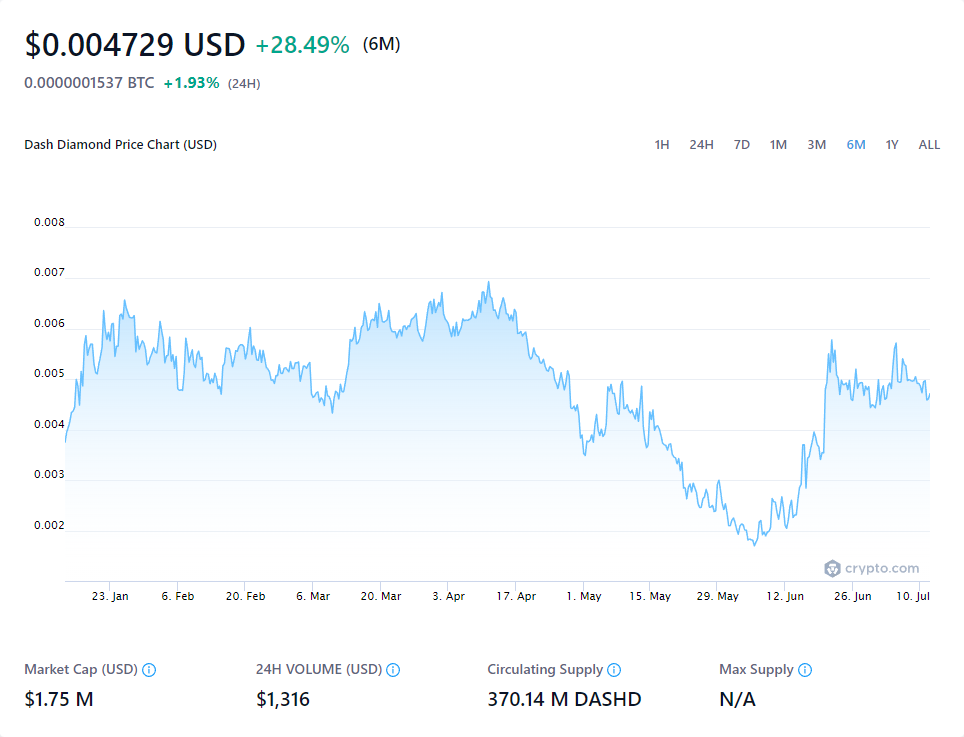 $0.004729 USD +28.49% (6M)
0.0000001537 BTC +1.93% (24H)
Dash Diamond Price Chart (USD)
1H 24H 7D 1M 3M 6M 1Y ALL
0.008
0.007
0.006
0.005
0.004
0.003
0.002
crypto.com
23. Jan 6. Feb 20. Feb 6. Mar 20. Mar 3. Apr 17. Apr 1. May 15. May 29. May 12. Jun 26. Jun 10. Jul
Market Cap (USD) 24H VOLUME (USD) Circulating Supply Max Supply
$1.75 M $1,316 370.14 M DASHD N/A